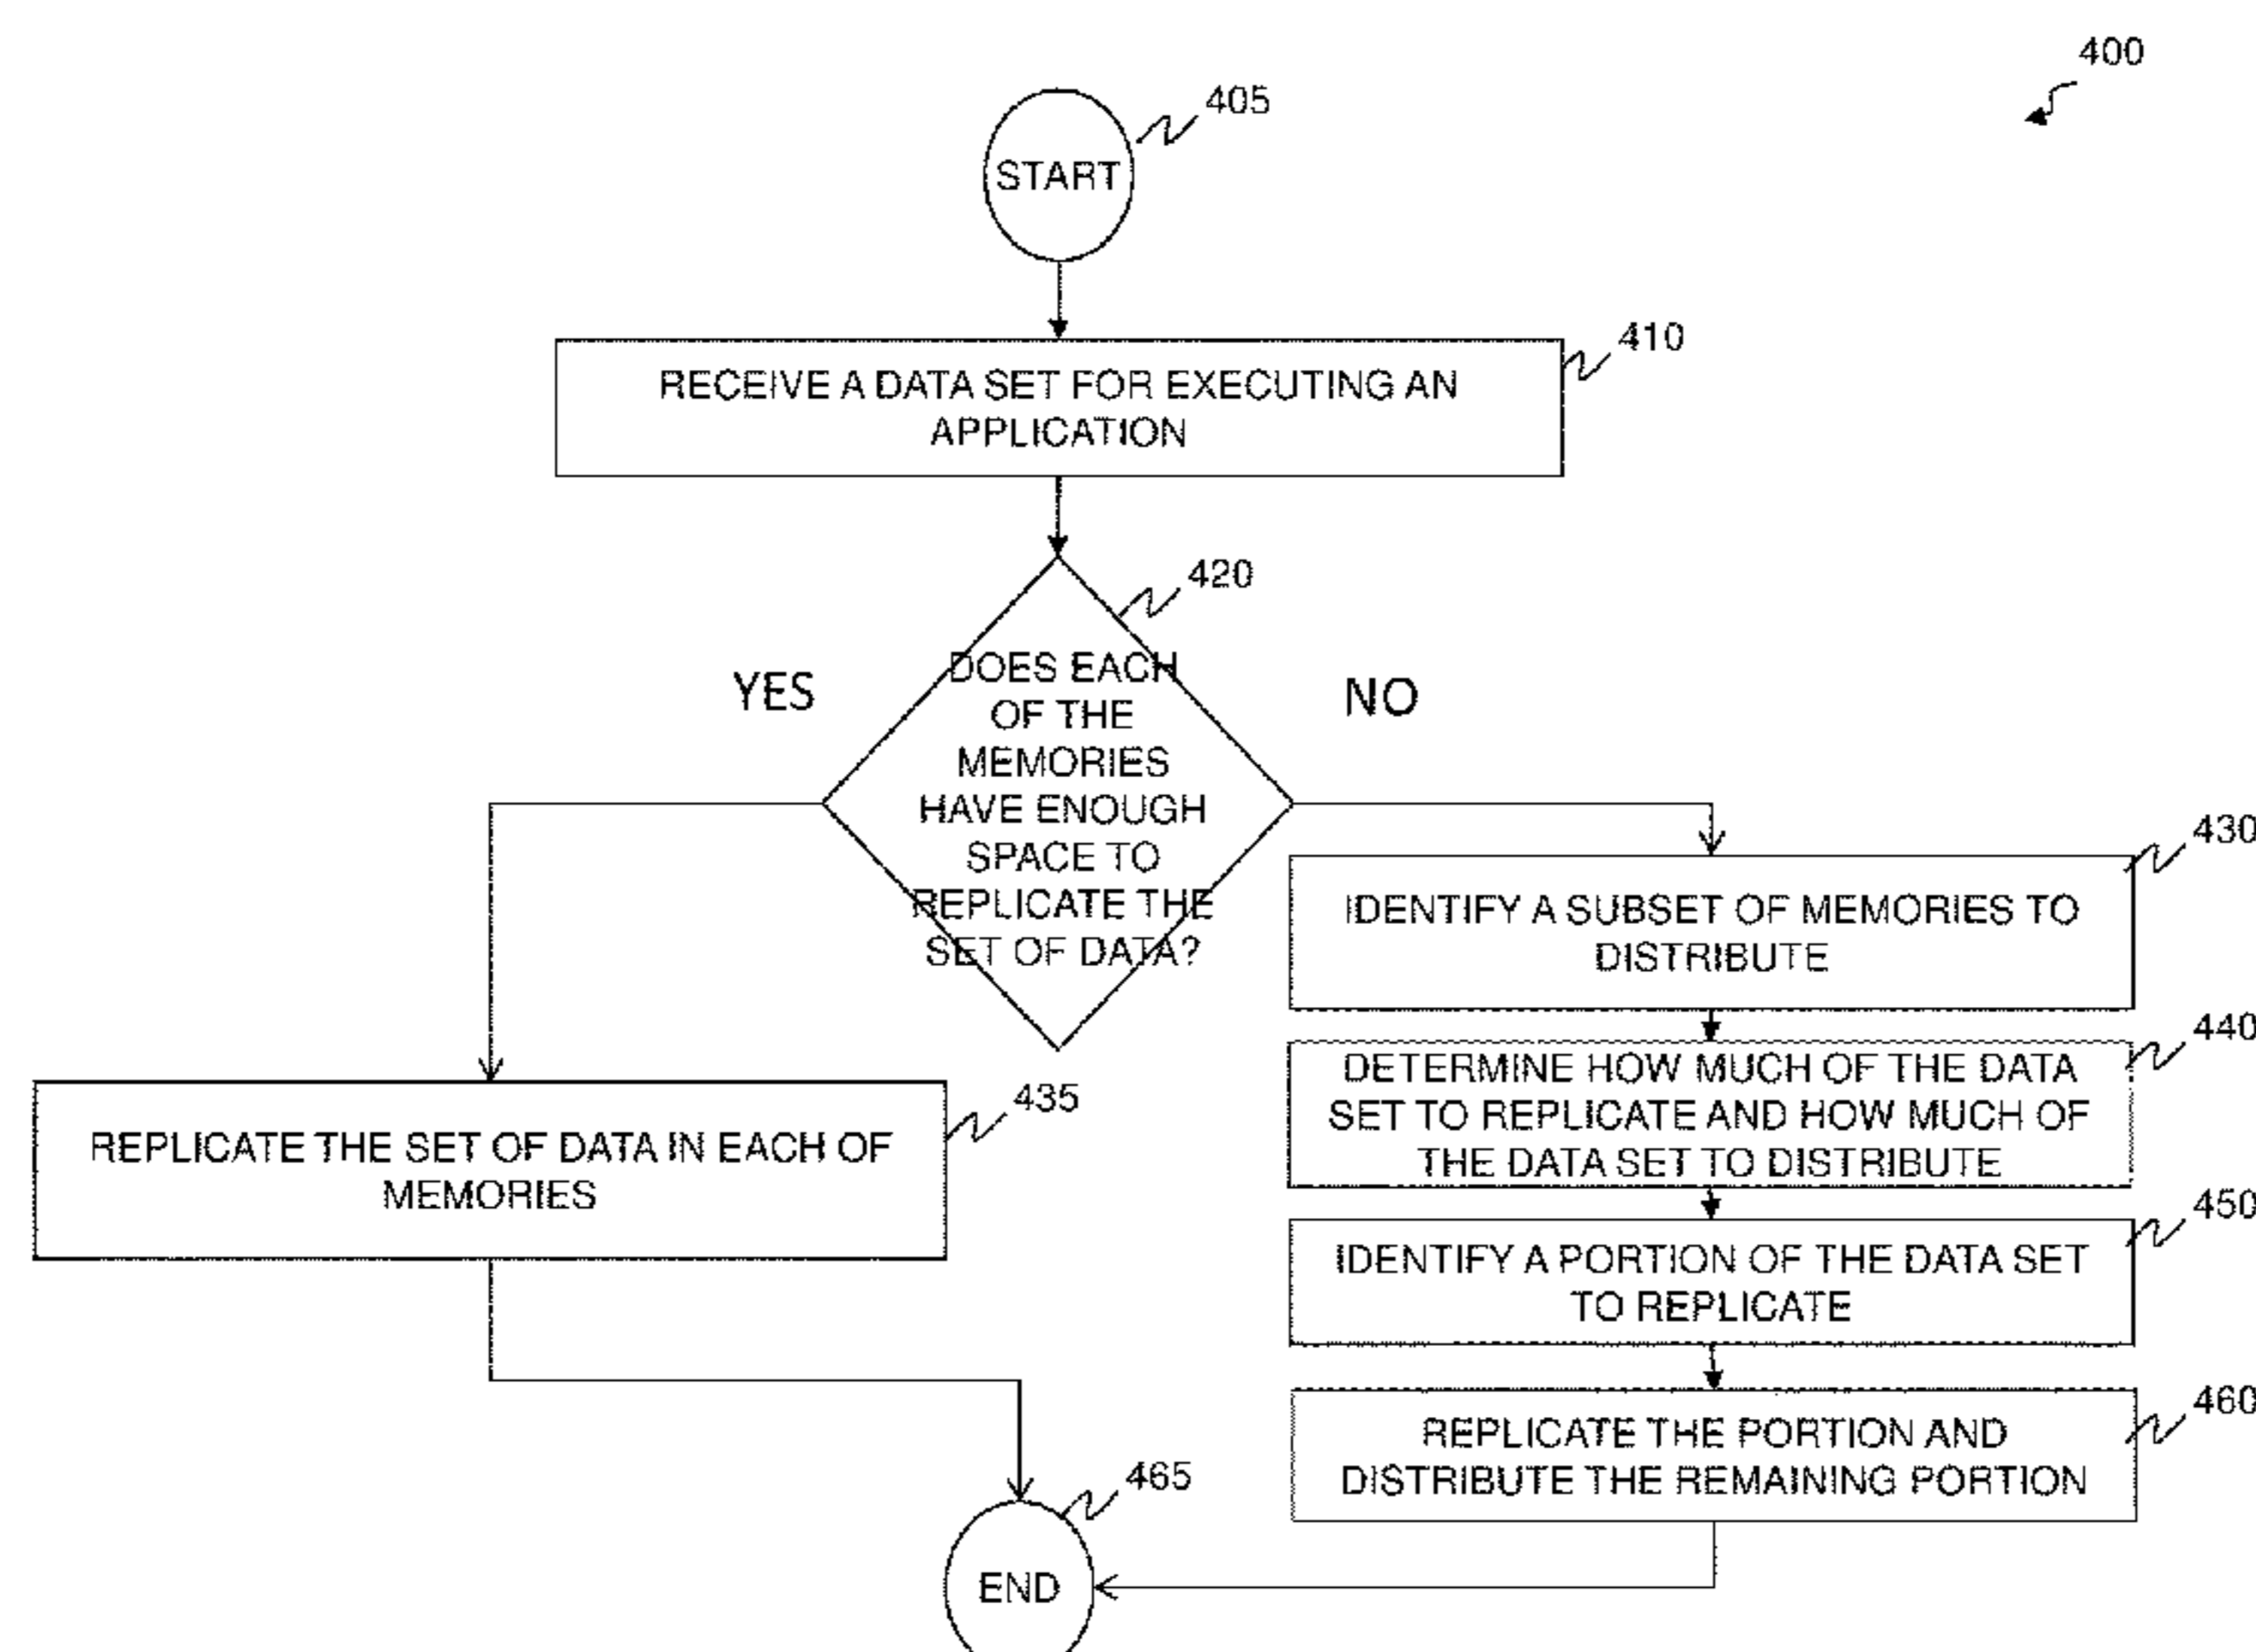 400
405
START
410
RECEIVE A DATA SET FOR EXECUTING AN
APPLICATION
420
YES
NO
DOES EACH
OF THE
MEMORIES
HAVE ENOUGH
SPACE TO
REPLICATE THE
SET OF DATA?
430
IDENTIFY A SUBSET OF MEMORIES TO
DISTRIBUTE
440
DETERMINE HOW MUCH OF THE DATA
SET TO REPLICATE AND HOW MUCH OF
THE DATA SET TO DISTRIBUTE
435
REPLICATE THE SET OF DATA IN EACH OF
MEMORIES
450
IDENTIFY A PORTION OF THE DATA SET
TO REPLICATE
460
REPLICATE THE PORTION AND
DISTRIBUTE THE REMAINING PORTION
465
END